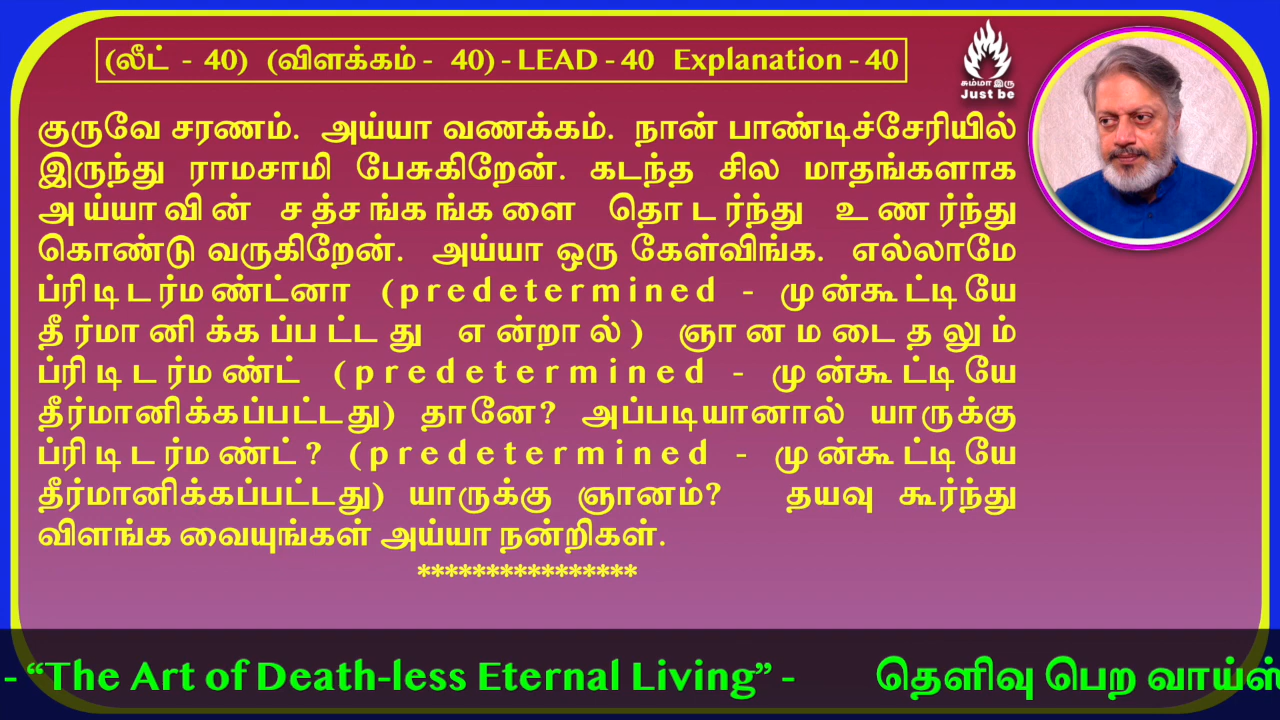 (லீட் - 40) (விளக்கம் - 40) - LEAD - 40 Explanation - 40
சும்மா இரு
Just be
குருவே சரணம். அய்யா வணக்கம். நான் பாண்டிச்சேரியில்
இருந்து ராமசாமி பேசுகிறேன். கடந்த சில மாதங்களாக
அய்யாவின் சத்சங்கங்களை தொடர்ந்து உணர்ந்து
கொண்டு வருகிறேன். அய்யா ஒரு கேள்விங்க. எல்லாமே
ப்ரிடிடர்மண்ட்னா (predetermined - முன்கூட்டியே
தீர்மானிக்கப்பட்டது என்றால்) ஞானமடைதலும்
ப்ரிடிடர்மண்ட் (predetermined - முன்கூட்டியே
தீர்மானிக்கப்பட்டது) தானே? அப்படியானால் யாருக்கு
ப்ரிடிடர்மண்ட்? (predetermined - முன்கூட்டியே
தீர்மானிக்கப்பட்டது) யாருக்கு ஞானம்? தயவு கூர்ந்து
விளங்க வையுங்கள் அய்யா நன்றிகள்.
****************
- “The Art of Death-less Eternal Living” - தெளிவு பெற வாய்ஸ்